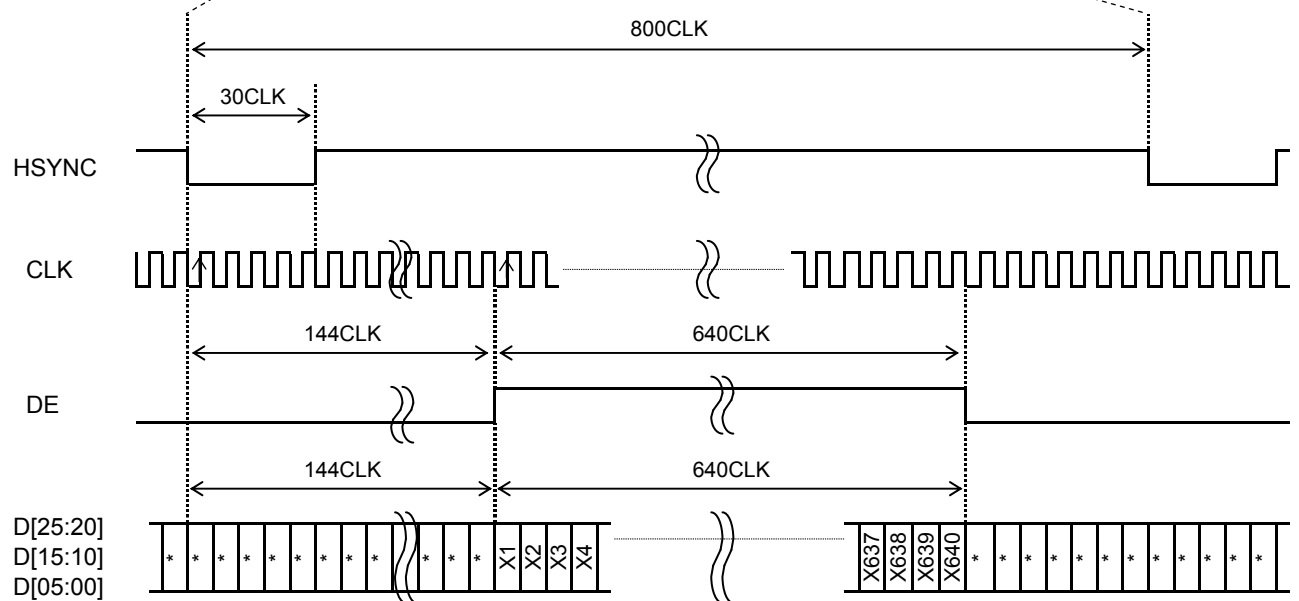 800CLK
30CLK
HSYNC
CLK
144CLK 640CLK
DE
144CLK 640CLK
D[25:20]
D[15:10]
D[05:00]
* * * * * * * * * * * * X1 X2 X3 X4 X637 X638 X639 X640 * * * * * * * * * * * *